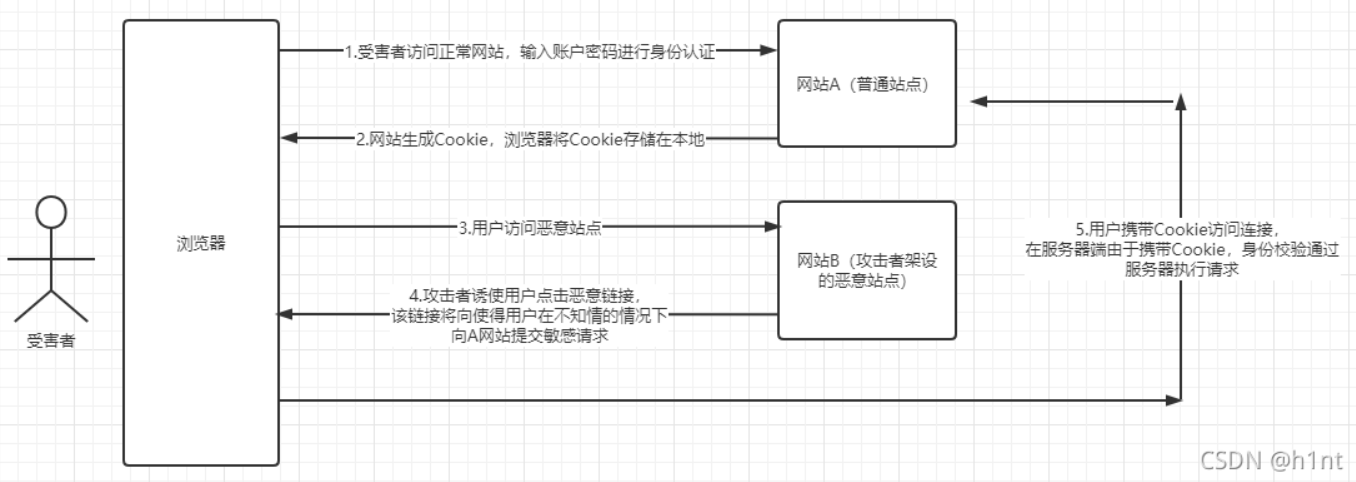 1.受害者访问正常网站，输入账户密码进行身份认证
网站A（普通站点）
2.网站生成Cookie，浏览器将Cookie存储在本地
浏览器
3.用户访问恶意站点
网站B（攻击者架设
的恶意站点）
4.攻击者诱使用户点击恶意链接，
该链接将向使得用户在不知情的情况下
向A网站提交敏感请求
5.用户携带Cookie访问连接，
在服务器端由于携带Cookie，身份校验通过
服务器执行请求
受害者
CSDN @h1nt